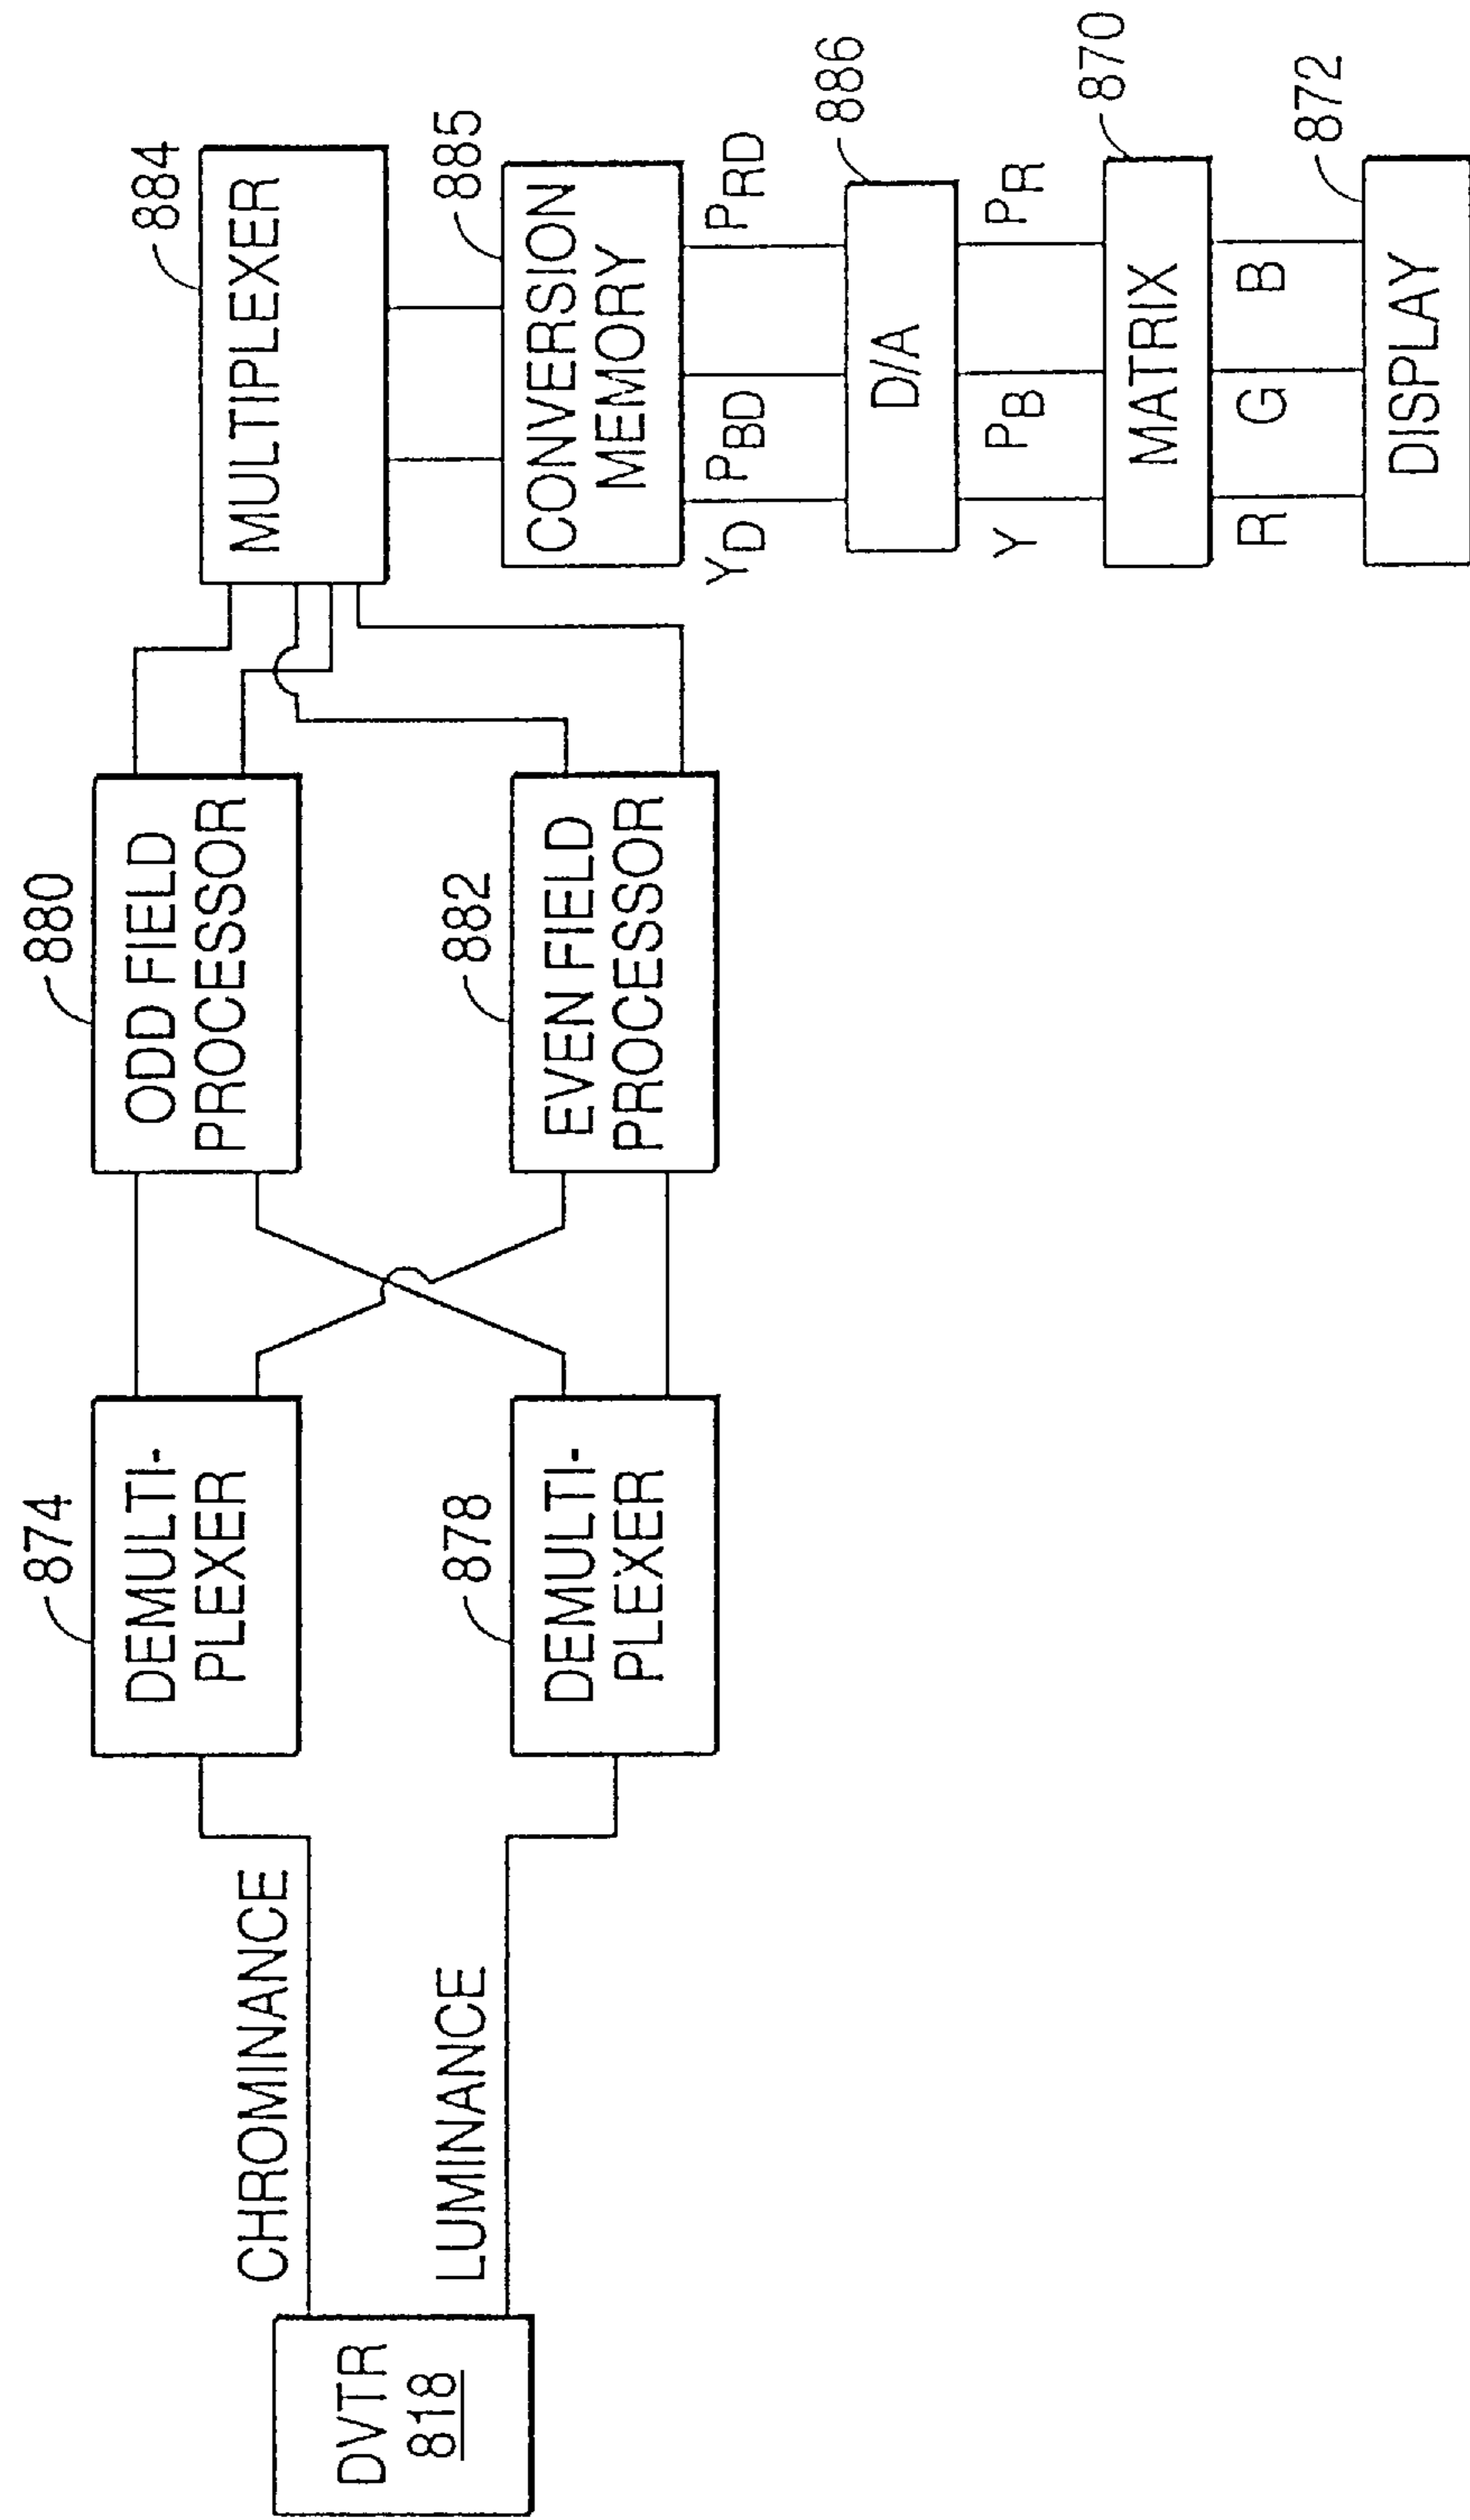 DVTR
818
CHROMINANCE
LUMINANCE
874
DEMULTI-
PLEXER
878
DEMULTI-
PLEXER
880
ODD FIELD
PROCESSOR
882
EVEN FIELD
PROCESSOR
884
MULTIPLEXER
885
CONVERSION
MEMORY
YD PBD PRD
886
D/A
Y PB PR
870
MATRIX
R G B
872
DISPLAY